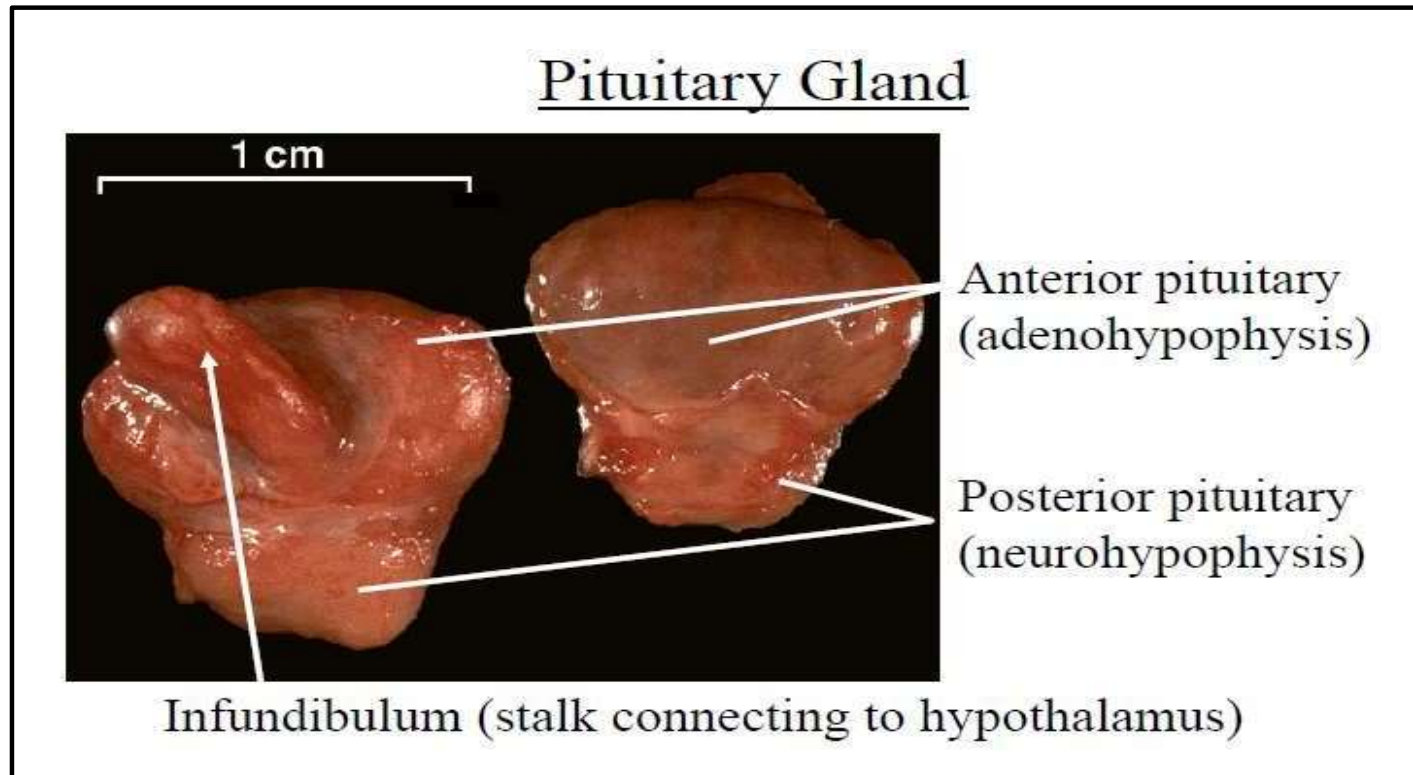 Pituitary Gland
1 cm
Anterior pituitary
(adenohypophysis)
Posterior pituitary
(neurohypophysis)
Infundibulum (stalk connecting to hypothalamus)